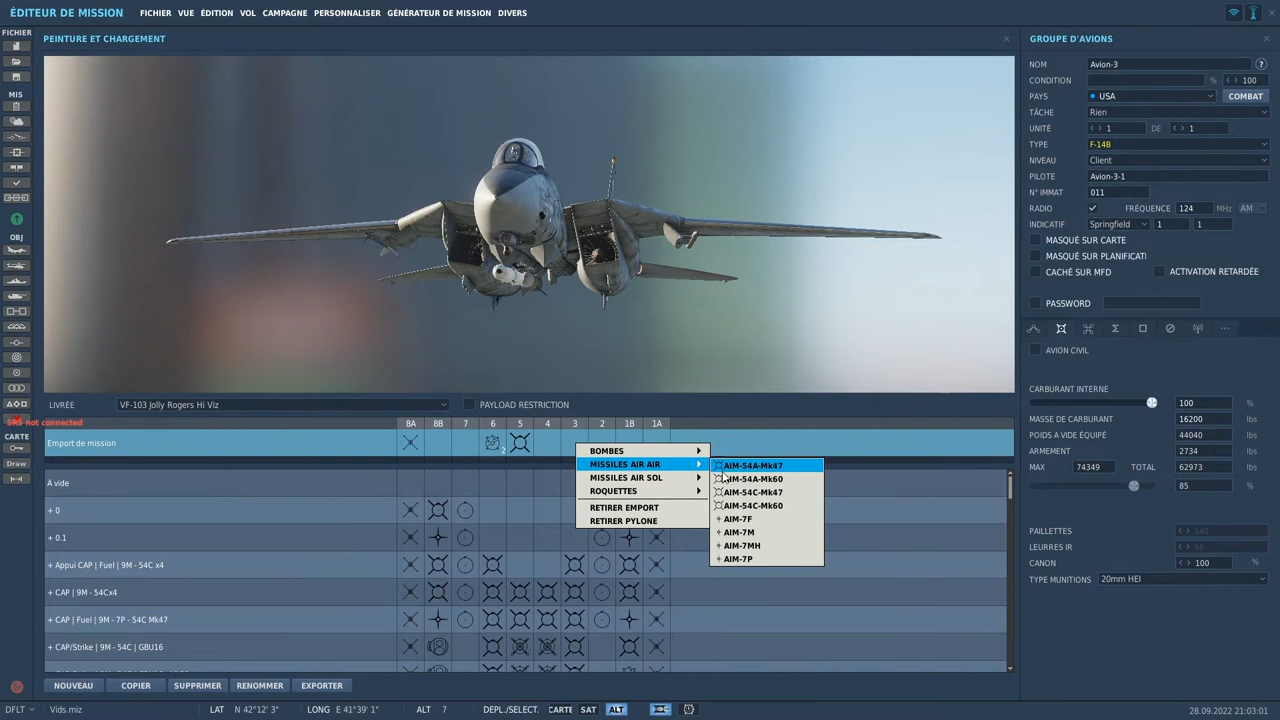 ÉDITEUR DE MISSION FICHIER VUE ÉDITION VOL CAMPAGNE PERSONNALISER GÉNÉRATEUR DE MISSION DIVERS
FICHIER
MIS
OBJ
SRS not connected
CARTE
Draw
PEINTURE ET CHARGEMENT
LIVRÉE VF-103 Jolly Rogers Hi Viz PAYLOAD RESTRICTION
8A 8B 7 6 5 4 3 2 1B 1A
Emport de mission 2
À vide
+ 0
+ 0.1
+ Appui CAP | Fuel | 9M - 54C x4
+ CAP | 9M - 54Cx4
+ CAP | Fuel | 9M - 7P - 54C Mk47
+ CAP/Strike | 9M - 54C | GBU16
BOMBES
MISSILES AIR AIR
MISSILES AIR SOL
ROQUETTES
RETIRER EMPORT
RETIRER PYLONE
AIM-54A-Mk47
AIM-54A-Mk60
AIM-54C-Mk47
AIM-54C-Mk60
AIM-7F
AIM-7M
AIM-7MH
AIM-7P
NOUVEAU COPIER SUPPRIMER RENOMMER EXPORTER
GROUPE D'AVIONS
NOM Avion-3 ?
CONDITION % < > 100
PAYS USA COMBAT
TÂCHE Rien
UNITÉ < > 1 DE < > 1
TYPE F-14B
NIVEAU Client
PILOTE Avion-3-1
N° IMMAT 011
RADIO FRÉQUENCE 124 MHz AM
INDICATIF Springfield 1 1
MASQUÉ SUR CARTE
MASQUÉ SUR PLANIFICATI
CACHÉ SUR MFD ACTIVATION RETARDÉE
PASSWORD
AVION CIVIL
CARBURANT INTERNE
100 %
MASSE DE CARBURANT 16200 lbs
POIDS A VIDE ÉQUIPÉ 44040 lbs
ARMEMENT 2734 lbs
MAX 74349 TOTAL 62973 lbs
85 %
PAILLETTES < > 140
LEURRES IR < > 60
CANON < > 100 %
TYPE MUNITIONS 20mm HEI
DFLT Vids.miz LAT N 42°12' 3" LONG E 41°39' 1" ALT 7 DEPL./SELECT. CARTE SAT ALT 28.09.2022 21:03:01